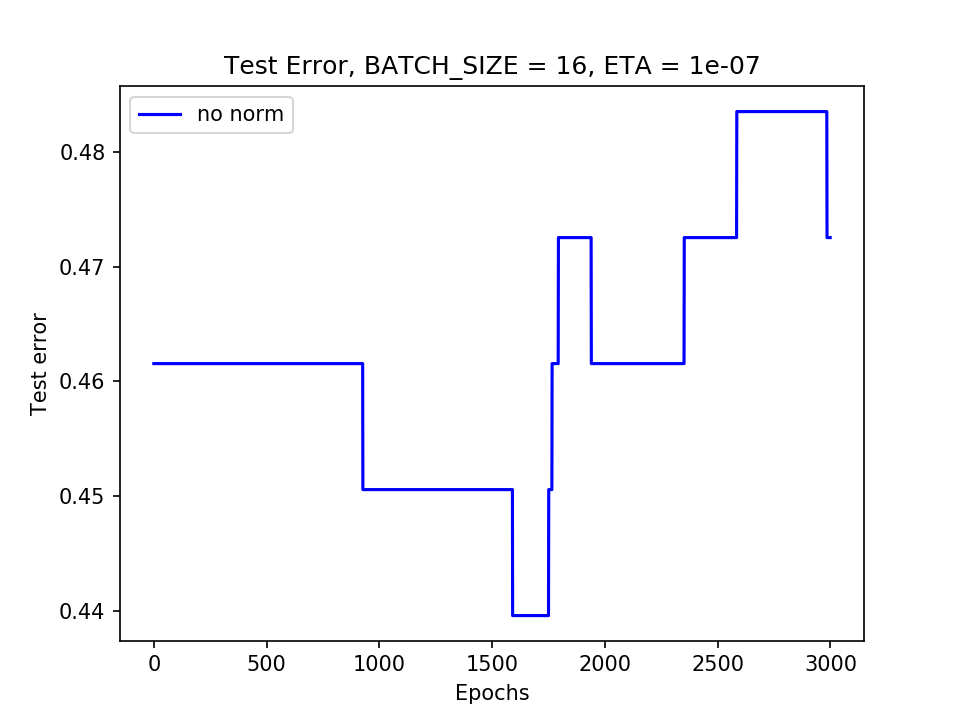 Test Error, BATCH_SIZE = 16, ETA = 1e-07
no norm
0.48
0.47
0.46
0.45
0.44
Test error
0 500 1000 1500 2000 2500 3000
Epochs